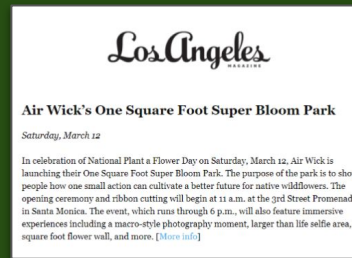 Los Angeles
MAGAZINE
Air Wick's One Square Foot Super Bloom Park
Saturday, March 12
In celebration of National Plant a Flower Day on Saturday, March 12, Air Wick is
launching their One Square Foot Super Bloom Park. The purpose of the park is to
people how one small action can cultivate a better future for native wildflowers. The
opening ceremony and ribbon cutting will begin at 11 a.m. at the 3rd Street
in Santa Monica. The event, which runs through 6 p.m., will also feature immersive
experiences including a macro-style photography moment, larger than life selfie area,
square foot flower wall, and more. [More info]